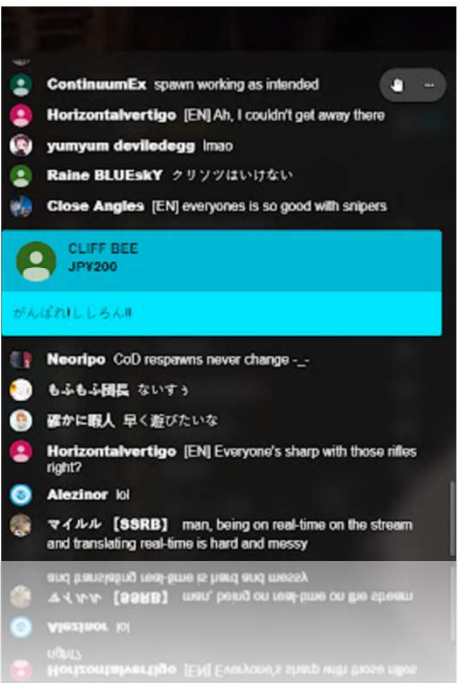 ContinuumEx spawn working as intended
Horizontalvertigo [EN] Ah, I couldn't get away there
yumyum deviledegg lmao
Raine BLUEskY クリソツはいけない
Close Angles [EN] everyones is so good with snipers
CLIFF BEE
JP¥200
がんばれ!ししろん!!
Neoripo CoD respawns never change -_-
もふもふ団長 ないすぅ
確かに暇人 早く遊びたいな
Horizontalvertigo [EN] Everyone's sharp with those rifles
right?
Alezinor lol
マイルル 【SSRB】 man, being on real-time on the stream
and translating real-time is hard and messy